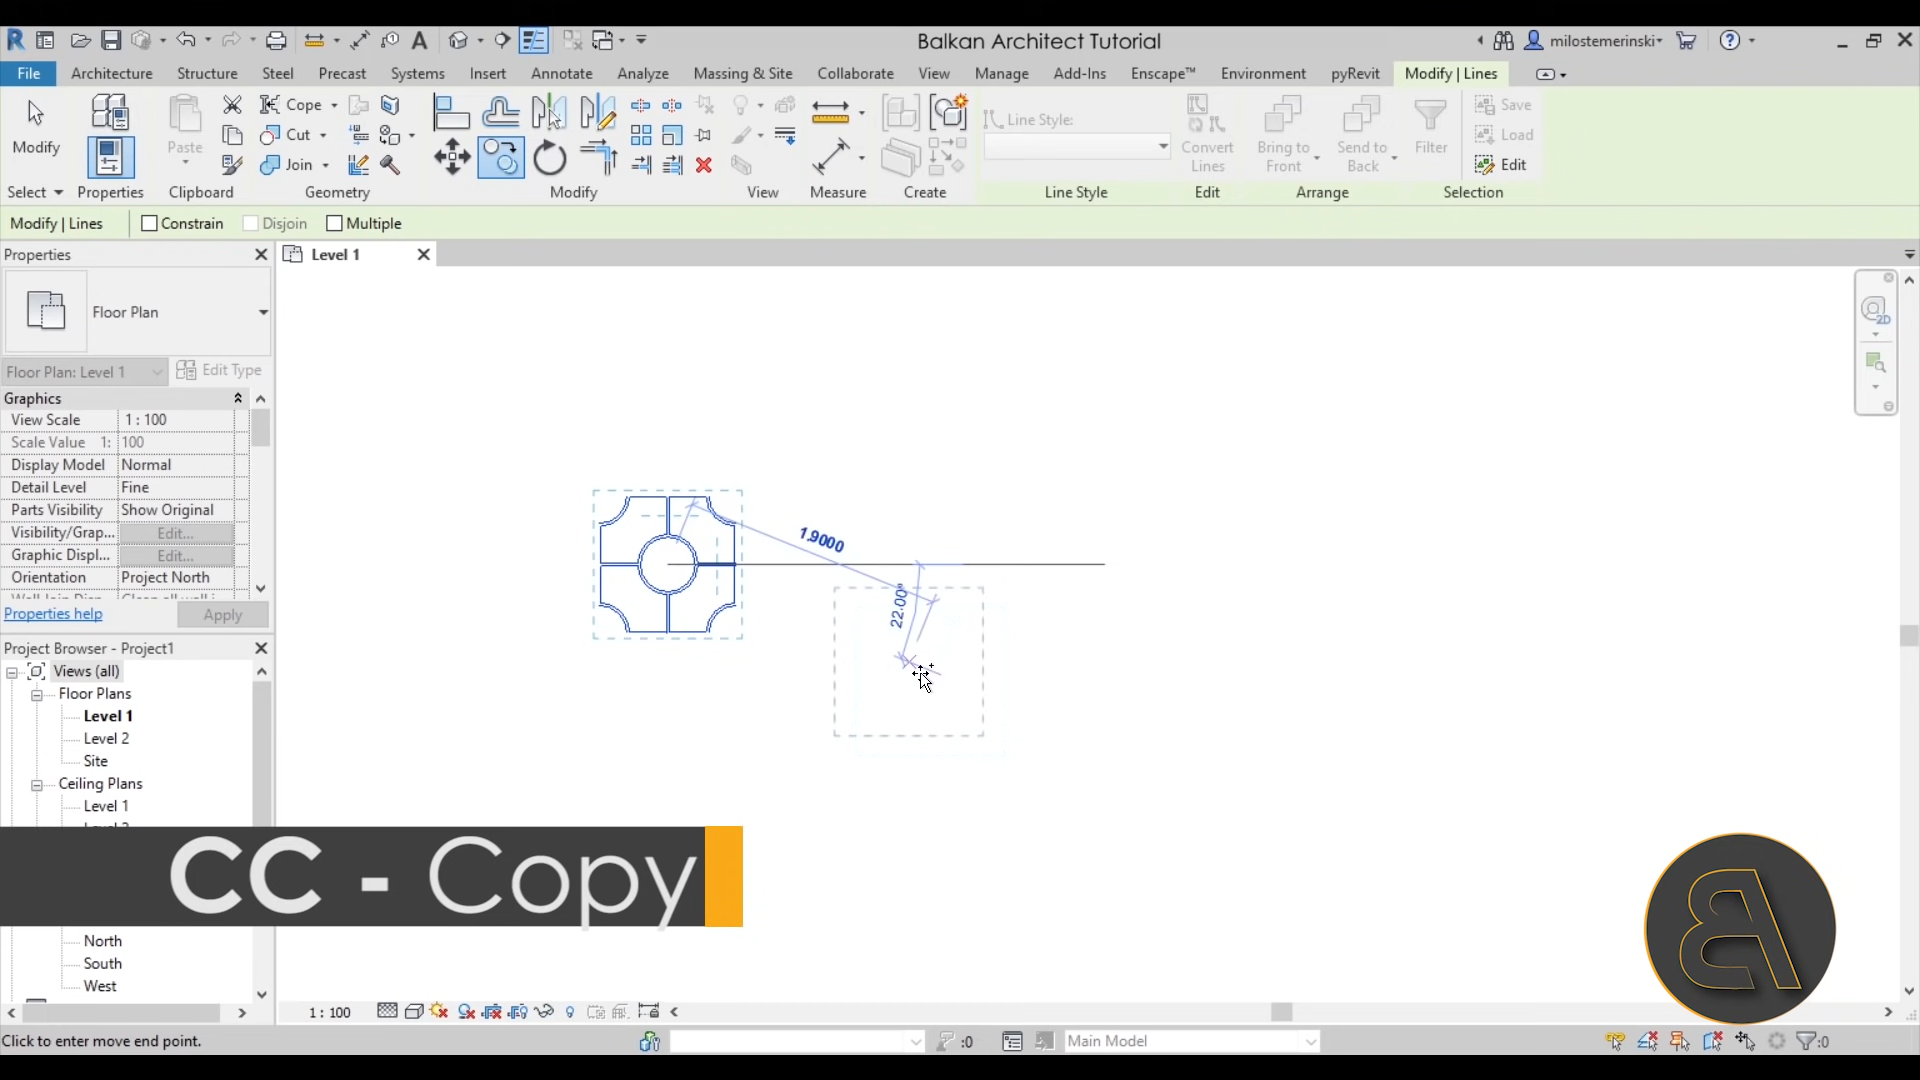 Balkan Architect Tutorial
milostemerinski
File Architecture Structure Steel Precast Systems Insert Annotate Analyze Massing & Site Collaborate View Manage Add-Ins Enscape™ Environment pyRevit Modify | Lines
Modify
Paste
Cope
Cut
Join
Line Style:
Convert Lines
Bring to Front
Send to Back
Filter
Save
Load
Edit
Select Properties Clipboard Geometry Modify View Measure Create Line Style Edit Arrange Selection
Modify | Lines Constrain Disjoin Multiple
Properties
Level 1
Floor Plan
Floor Plan: Level 1 Edit Type
Graphics
View Scale 1 : 100
Scale Value 1: 100
Display Model Normal
Detail Level Fine
Parts Visibility Show Original
Visibility/Grap... Edit...
Graphic Displ... Edit...
Orientation Project North
Properties help Apply
Project Browser - Project1
Views (all)
Floor Plans
Level 1
Level 2
Site
Ceiling Plans
Level 1
North
South
West
1.9000
22.00°
2D
CC - Copy
1 : 100
Click to enter move end point.
:0
Main Model
:0